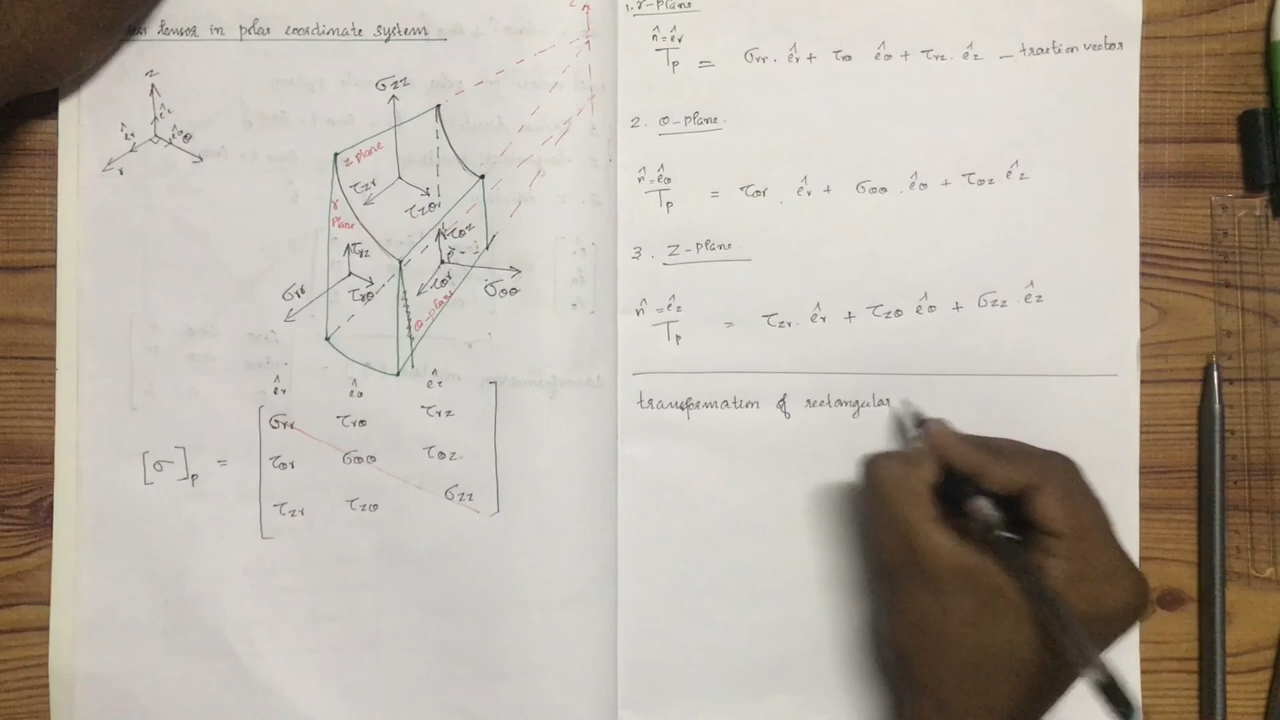 tensor in polar coordinate system
z
êz
êr
êθ
θ
r
σzz
z plane
τzr
τzθ
r plane
τrz
τrθ
σrr
τθz
P
τθr
σθθ
θ-plane
êr êθ êz
[σ]p = [ σrr τrθ τrz
τθr σθθ τθz
τzr τzθ σzz ]
1. r-plane
n̂=êr
Tp = σrr. êr + τrθ êθ + τrz. êz - traction vector
2. θ-plane.
n̂=êθ
Tp = τθr . êr + σθθ . êθ + τθz . êz
3. Z-plane
n̂=êz
Tp = τzr. êr + τzθ êθ + σzz . êz
transformation of rectangular